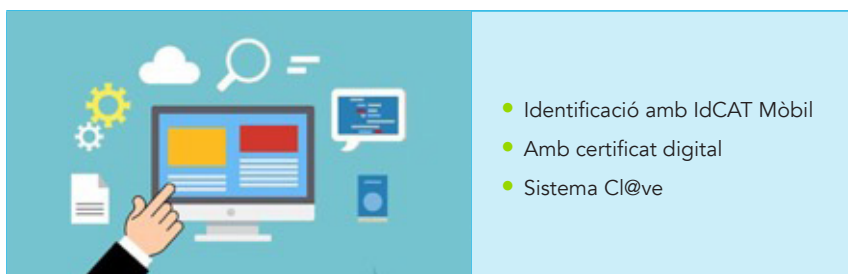 Identificació amb IdCAT Mòbil
Amb certificat digital
Sistema Cl@ve